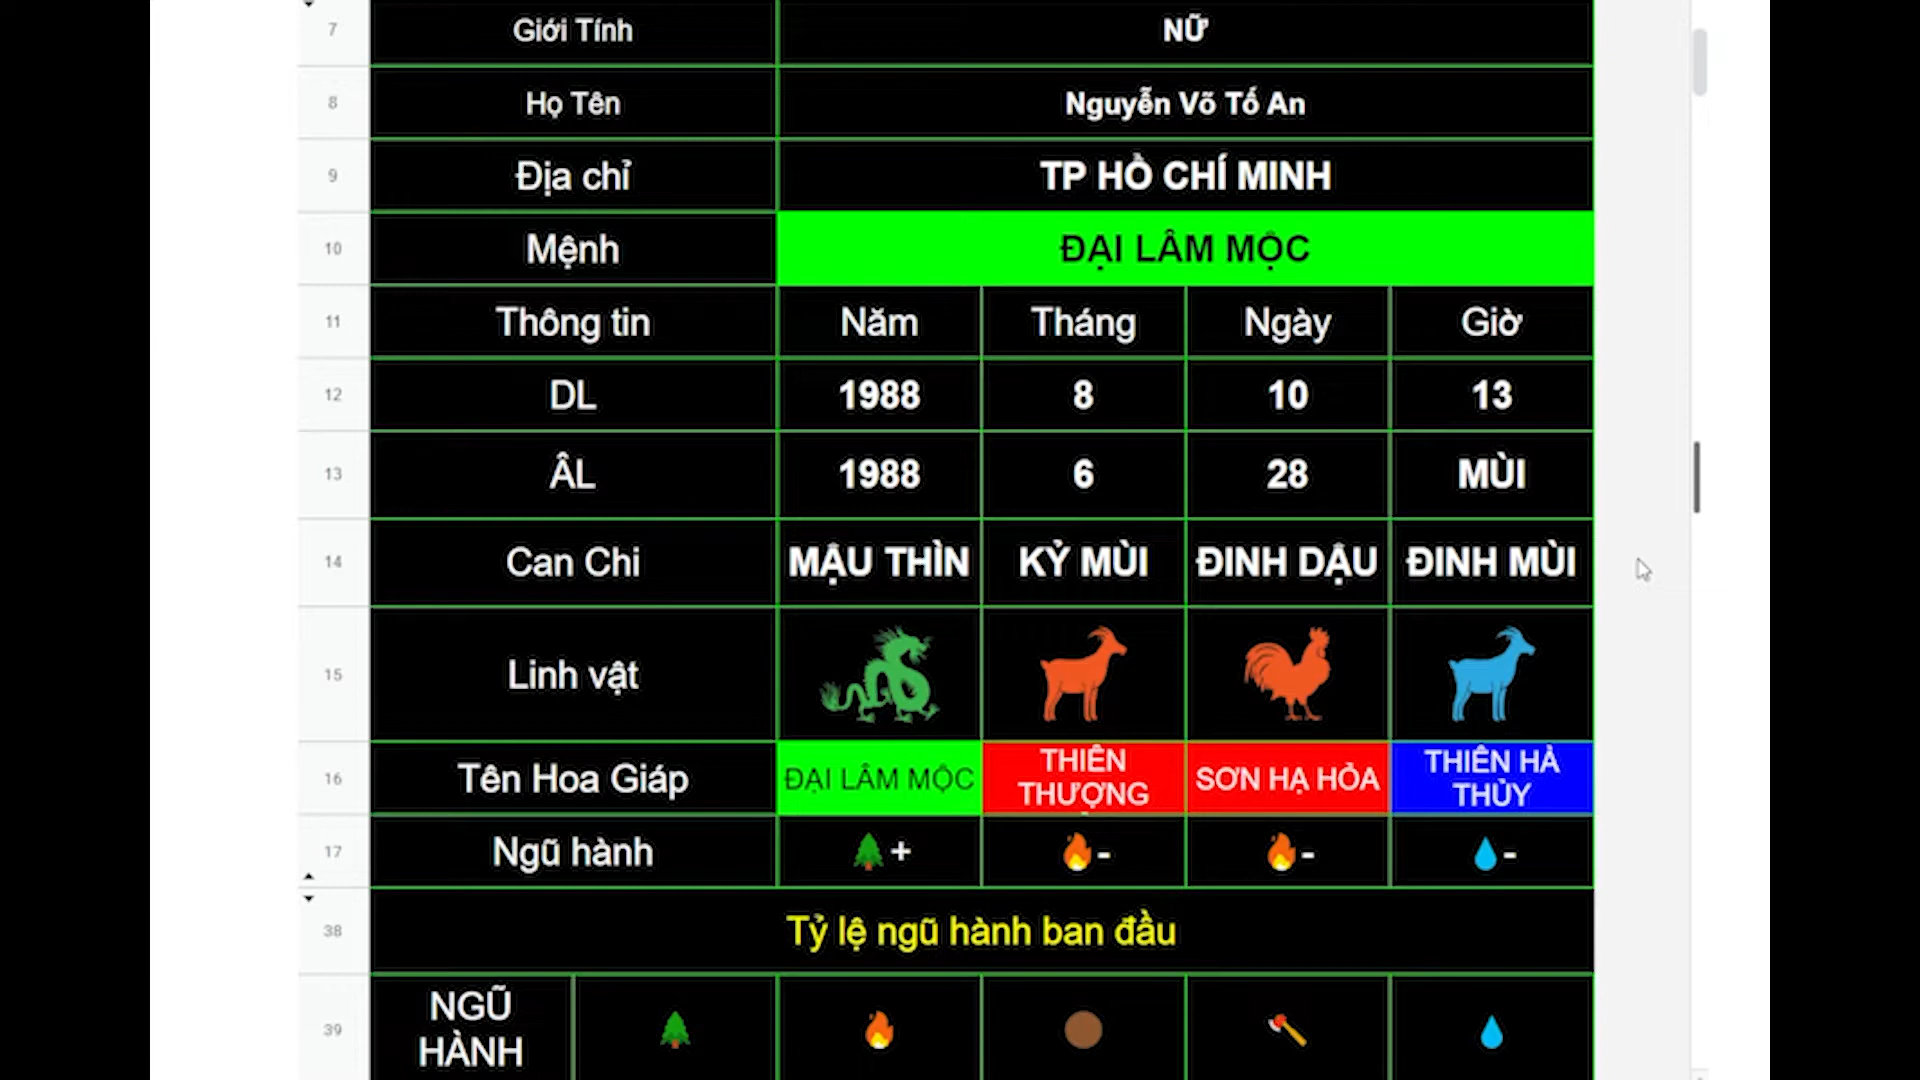 7 Giới Tính NỮ
8 Họ Tên Nguyễn Võ Tố An
9 Địa chỉ TP HỒ CHÍ MINH
10 Mệnh ĐẠI LÂM MỘC
11 Thông tin Năm Tháng Ngày Giờ
12 DL 1988 8 10 13
13 ÂL 1988 6 28 MÙI
14 Can Chi MẬU THÌN KỶ MÙI ĐINH DẬU ĐINH MÙI
15 Linh vật
16 Tên Hoa Giáp ĐẠI LÂM MỘC THIÊN THƯỢNG SƠN HẠ HỎA THIÊN HÀ THỦY
17 Ngũ hành + - - -
38 Tỷ lệ ngũ hành ban đầu
39 NGŨ HÀNH